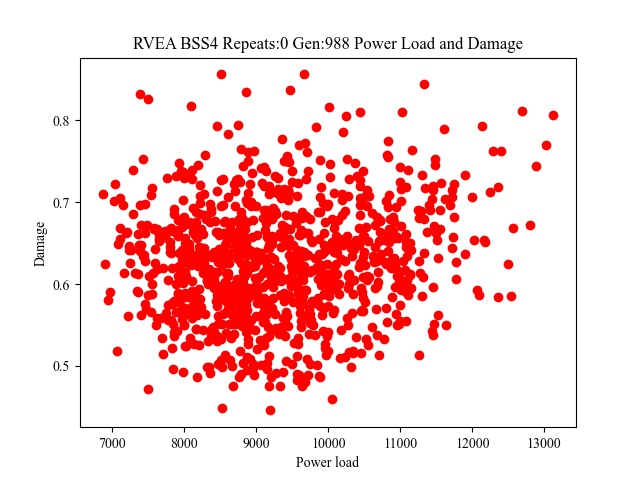 RVEA BSS4 Repeats:0 Gen:988 Power Load and Damage
0.8
0.7
0.6
0.5
Damage
7000 8000 9000 10000 11000 12000 13000
Power load